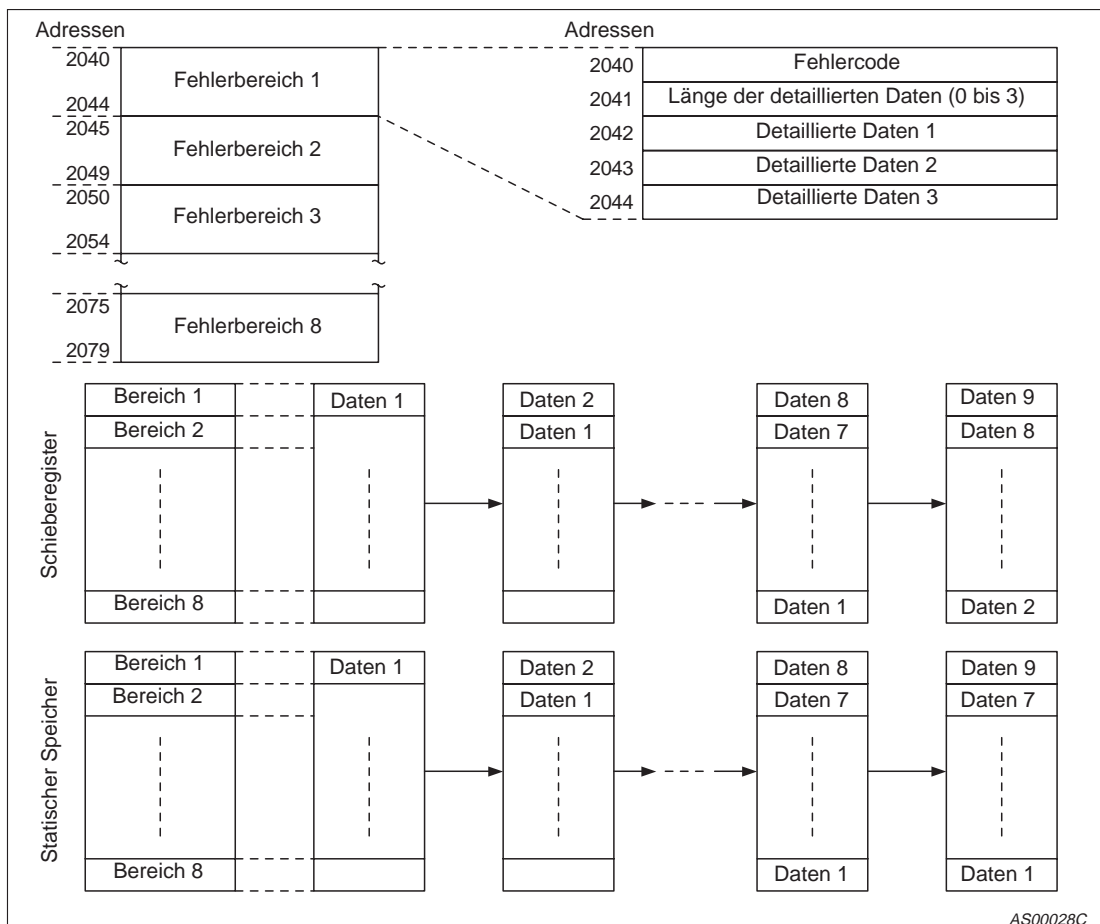 Adressen
2040
Fehlerbereich 1
2044
2045
Fehlerbereich 2
2049
2050
Fehlerbereich 3
2054
2075
Fehlerbereich 8
2079
Adressen
2040
Fehlercode
2041
Länge der detaillierten Daten (0 bis 3)
2042
Detaillierte Daten 1
2043
Detaillierte Daten 2
2044
Detaillierte Daten 3
Schieberegister
Bereich 1
Bereich 2
Bereich 8
Daten 1
Daten 2
Daten 1
Daten 8
Daten 7
Daten 1
Daten 9
Daten 8
Daten 2
Statischer Speicher
Bereich 1
Bereich 2
Bereich 8
Daten 1
Daten 2
Daten 1
Daten 8
Daten 7
Daten 1
Daten 9
Daten 7
Daten 1
AS00028C